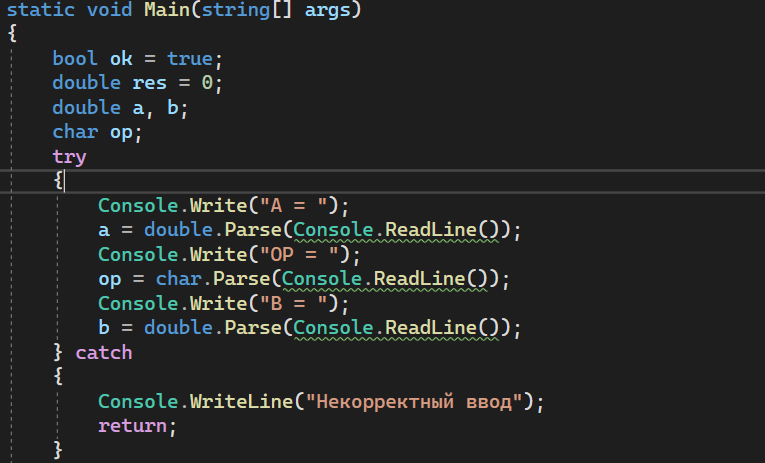 static void Main(string[] args)
{
bool ok = true;
double res = 0;
double a, b;
char op;
try
{
Console.Write("A = ");
a = double.Parse(Console.ReadLine());
Console.Write("OP = ");
op = char.Parse(Console.ReadLine());
Console.Write("B = ");
b = double.Parse(Console.ReadLine());
} catch
{
Console.WriteLine("Некорректный ввод");
return;
}